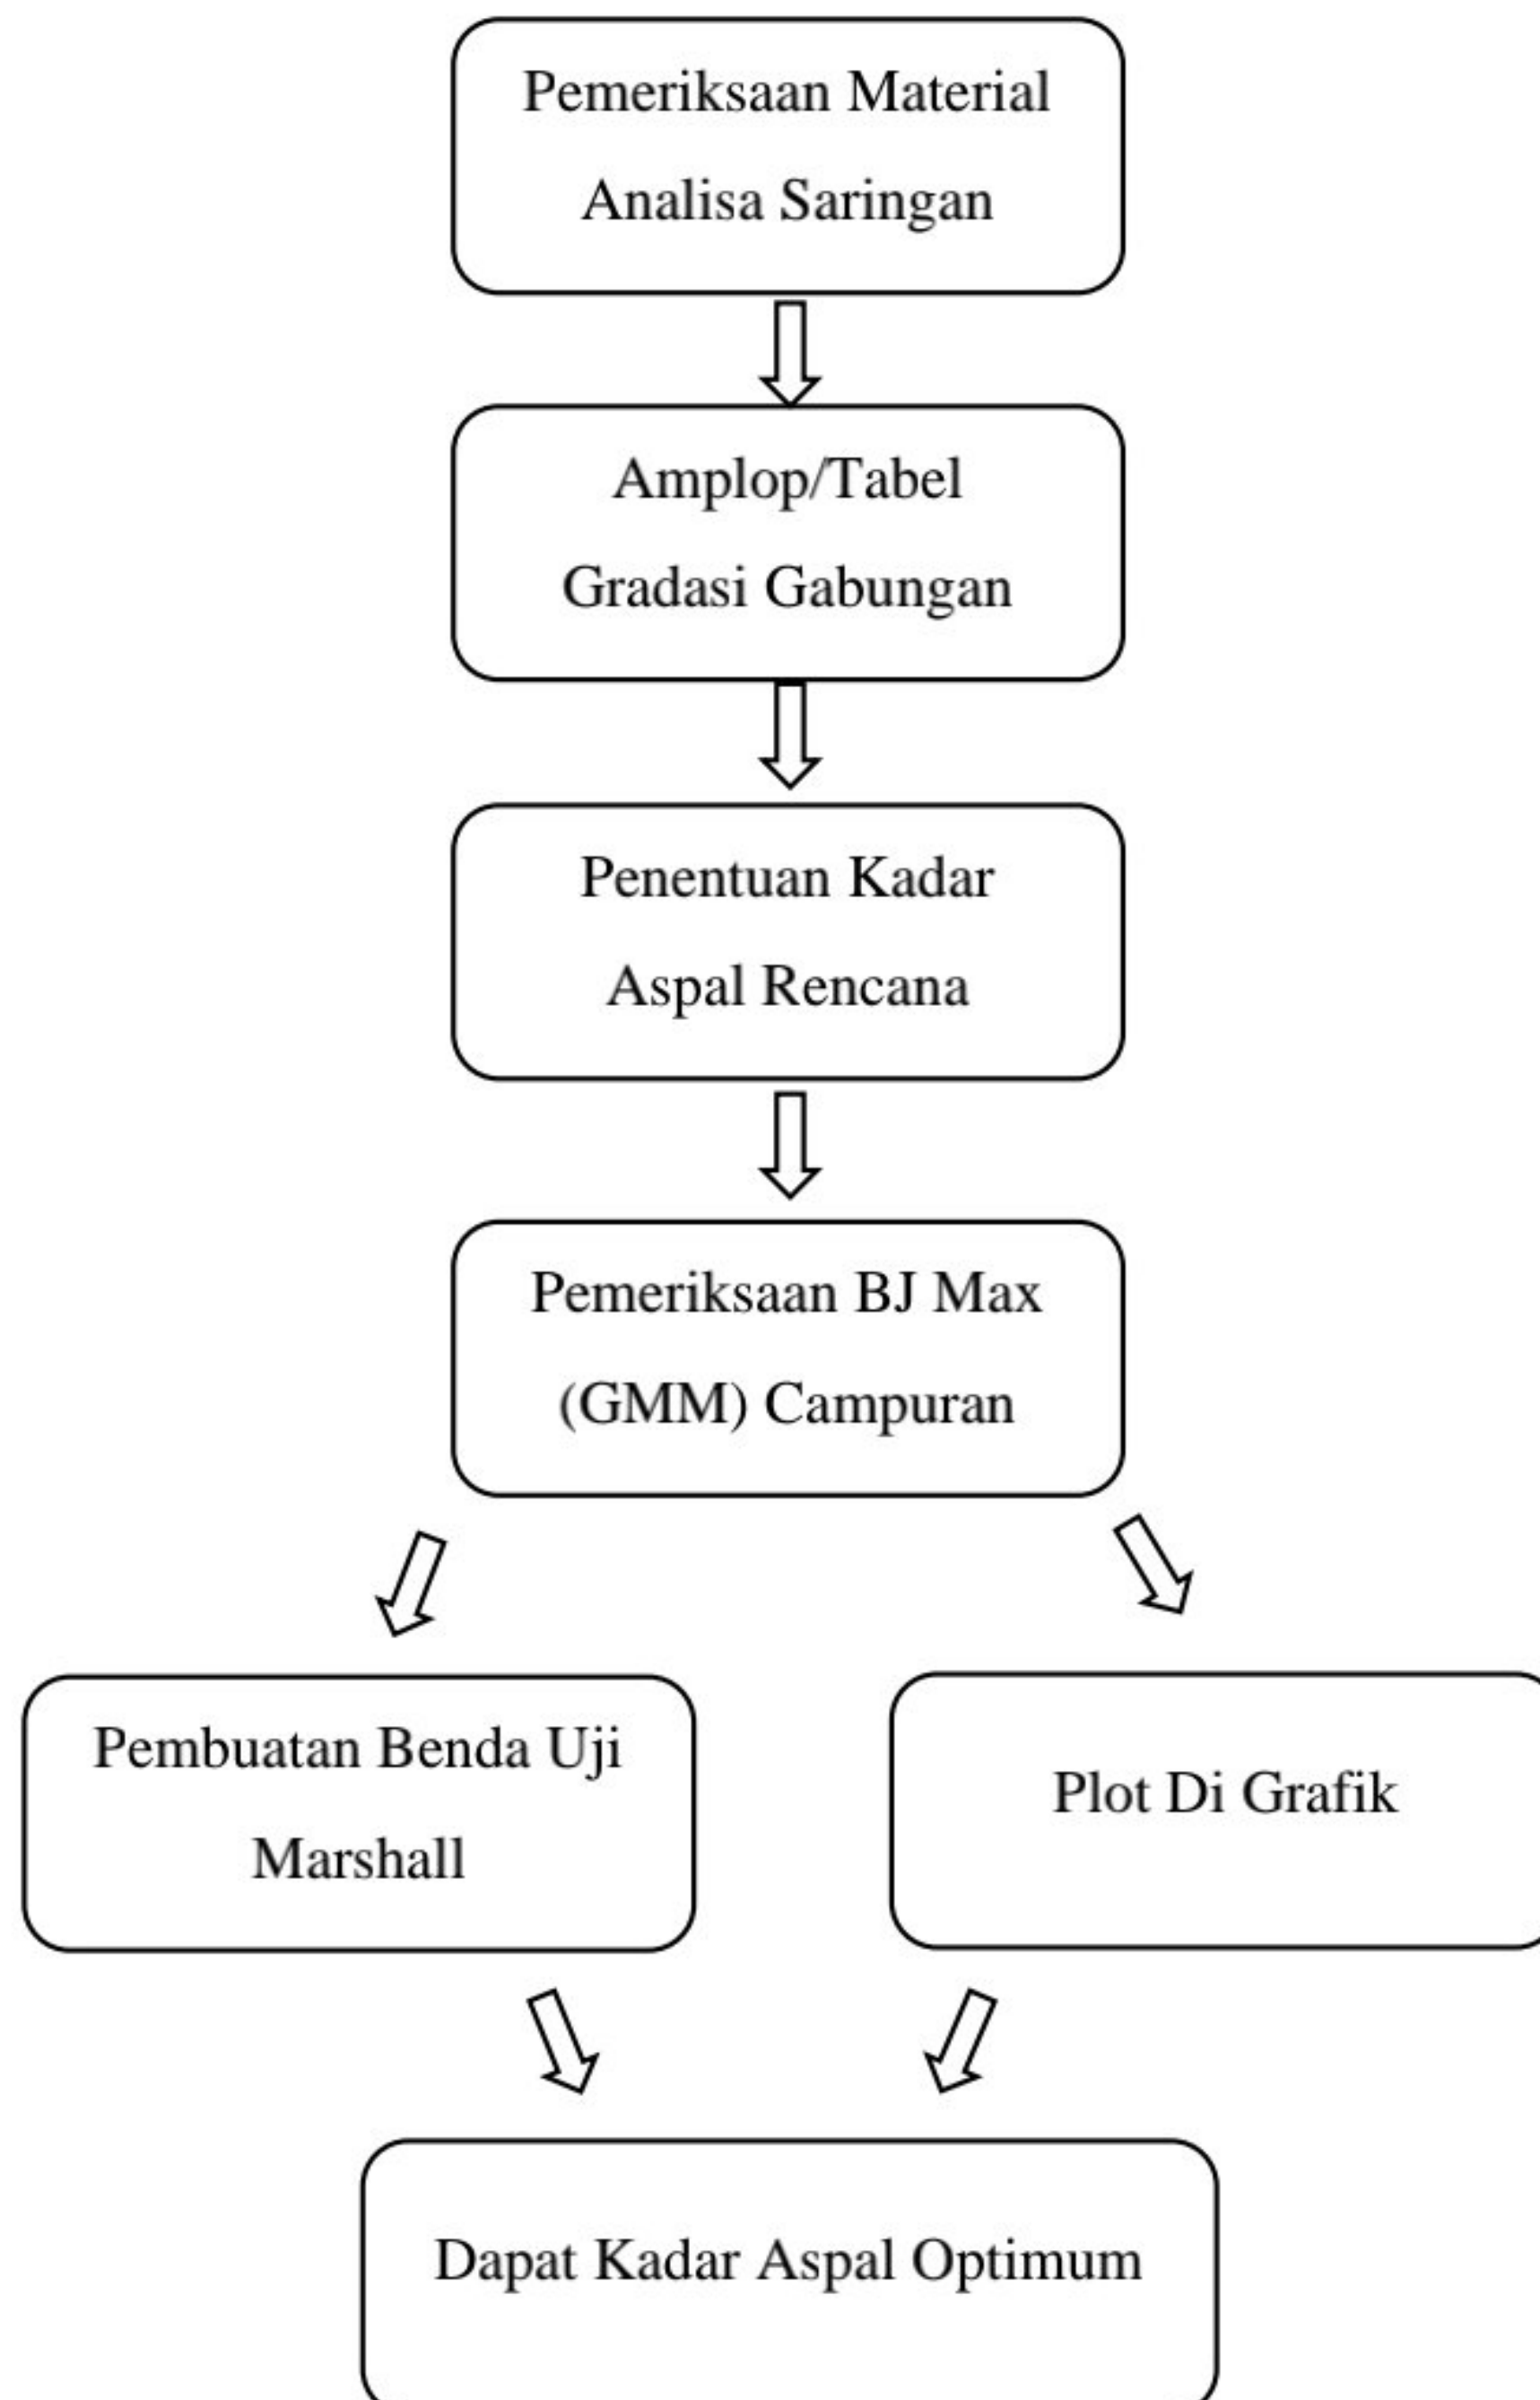 Pemeriksaan Material
Analisa Saringan
Amplop/Tabel
Gradasi Gabungan
Penentuan Kadar
Aspal Rencana
Pemeriksaan BJ Max
(GMM) Campuran
Pembuatan Benda Uji
Marshall
Plot Di Grafik
Dapat Kadar Aspal Optimum